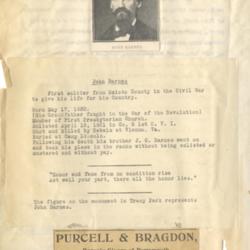 JOHN BARNES
John Barnes
First soldier from County in the Civil War
to give his life for his Country.
Born May 17, 1832.
(His Grandfather fought in the War of the Revolution)
Member of First Presbyterian Church.
Enlisted April 19, 1861 in Co. 1st C. V. I.
Shot and Killed by Rebels at Vienna, Va.
Buried at Camp
Following his death his brother J. C. Barnes went on
and took his place in the ranks without being enlisted or
mustered and without pay.
"Honor and Fame from no condition rise
Act well your part, there all the honor lies."
The figure on the monument in Tracy Park represents
John Barnes.
PURCELL & BRAGDON,